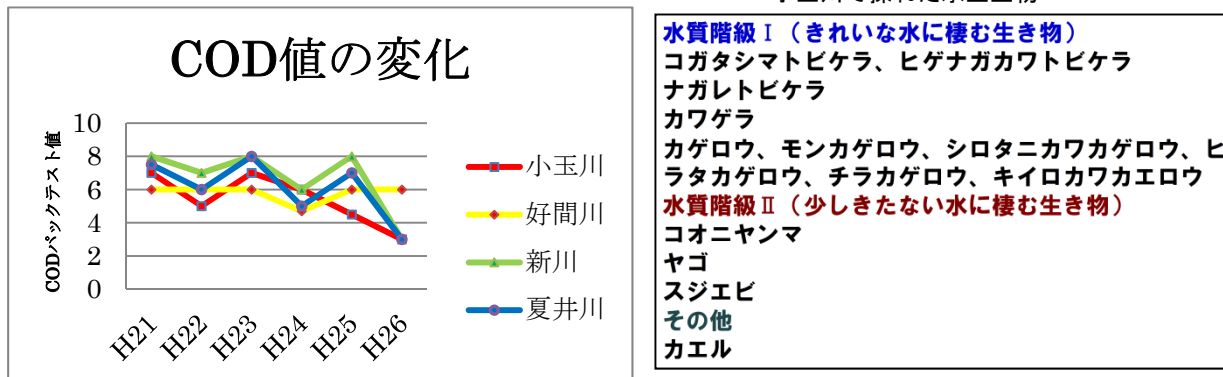 COD値の変化
CODパックテスト値
10
8
6
4
2
0
H21
H22
H23
H24
H25
H26
小玉川
好間川
新川
夏井川
水質階級Ⅰ（きれいな水に棲む生き物）
コガタシマトビケラ、ヒゲナガカワトビケラ
ナガレトビケラ
カワゲラ
カゲロウ、モンカゲロウ、シロタニカワカゲロウ、ヒ
ラタカゲロウ、チラカゲロウ、キイロカワカエロウ
水質階級Ⅱ（少しきたない水に棲む生き物）
コオニヤンマ
ヤゴ
スジエビ
その他
カエル